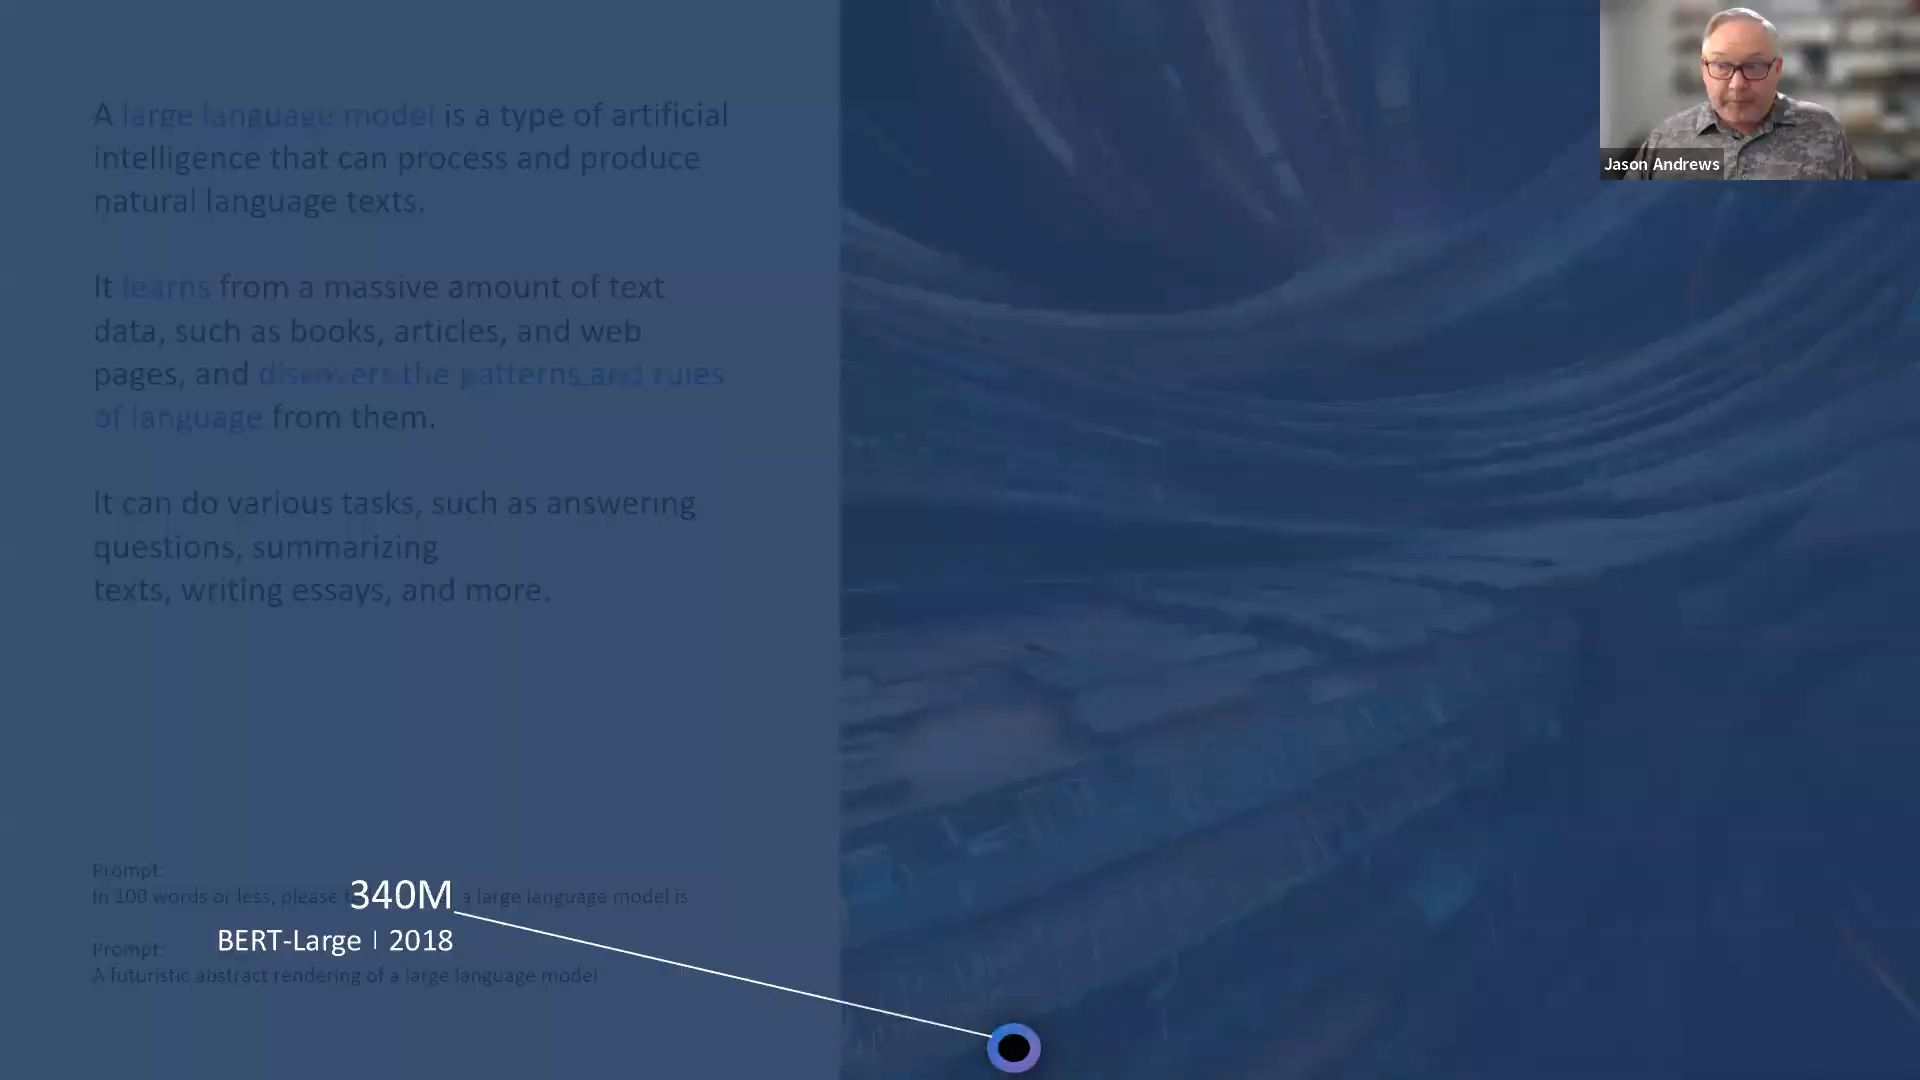 A large language model is a type of artificial
intelligence that can process and produce
natural language texts.
It learns from a massive amount of text
data, such as books, articles, and web
pages, and discovers the patterns and rules
of language from them.
It can do various tasks, such as answering
questions, summarizing
texts, writing essays, and more.
Prompt:
In 100 words or less, please a large language model is
340M
BERT-Large | 2018
Prompt:
A futuristic abstract rendering of a large language model
Jason Andrews